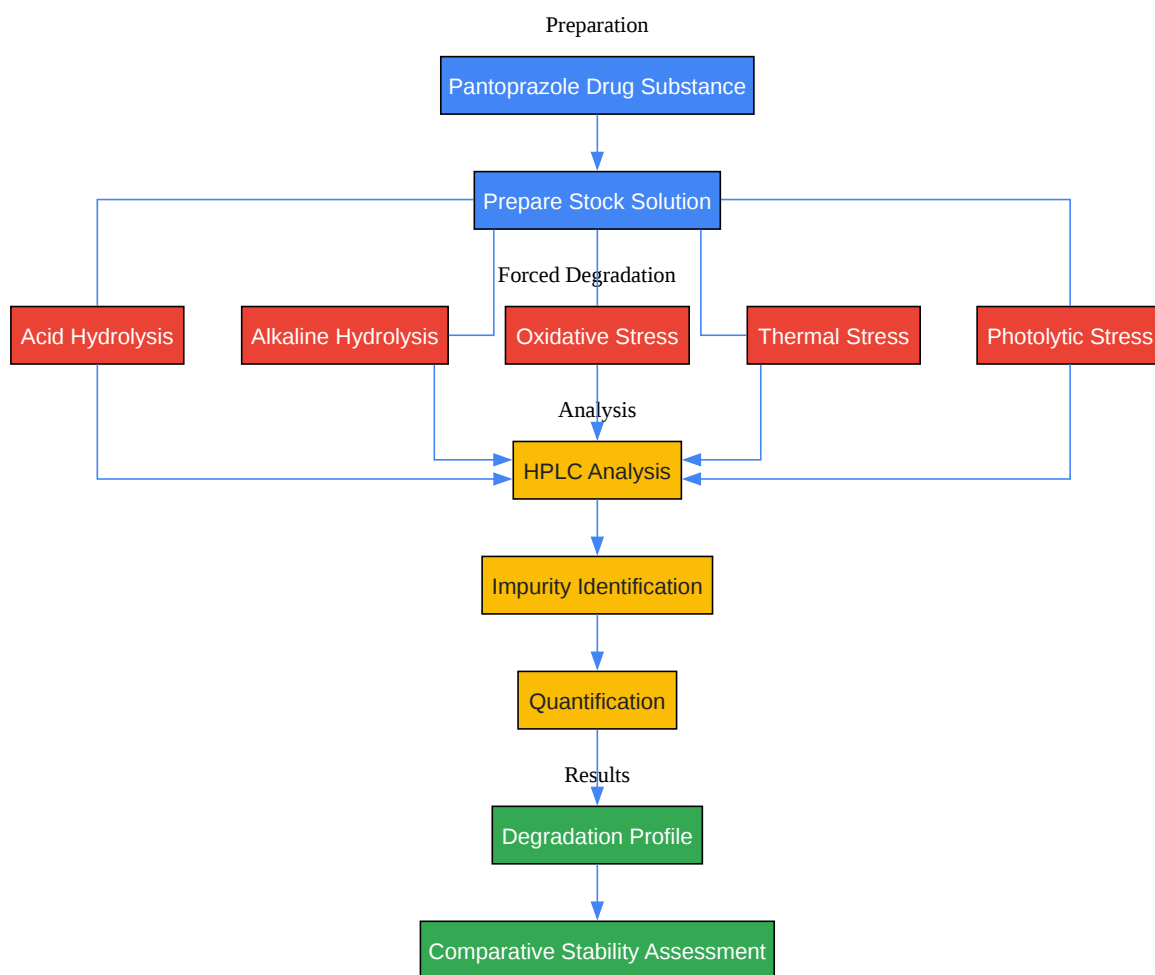 Preparation
Pantoprazole Drug Substance
Prepare Stock Solution
Forced Degradation
Acid Hydrolysis
Alkaline Hydrolysis
Oxidative Stress
Thermal Stress
Photolytic Stress
Analysis
HPLC Analysis
Impurity Identification
Quantification
Results
Degradation Profile
Comparative Stability Assessment